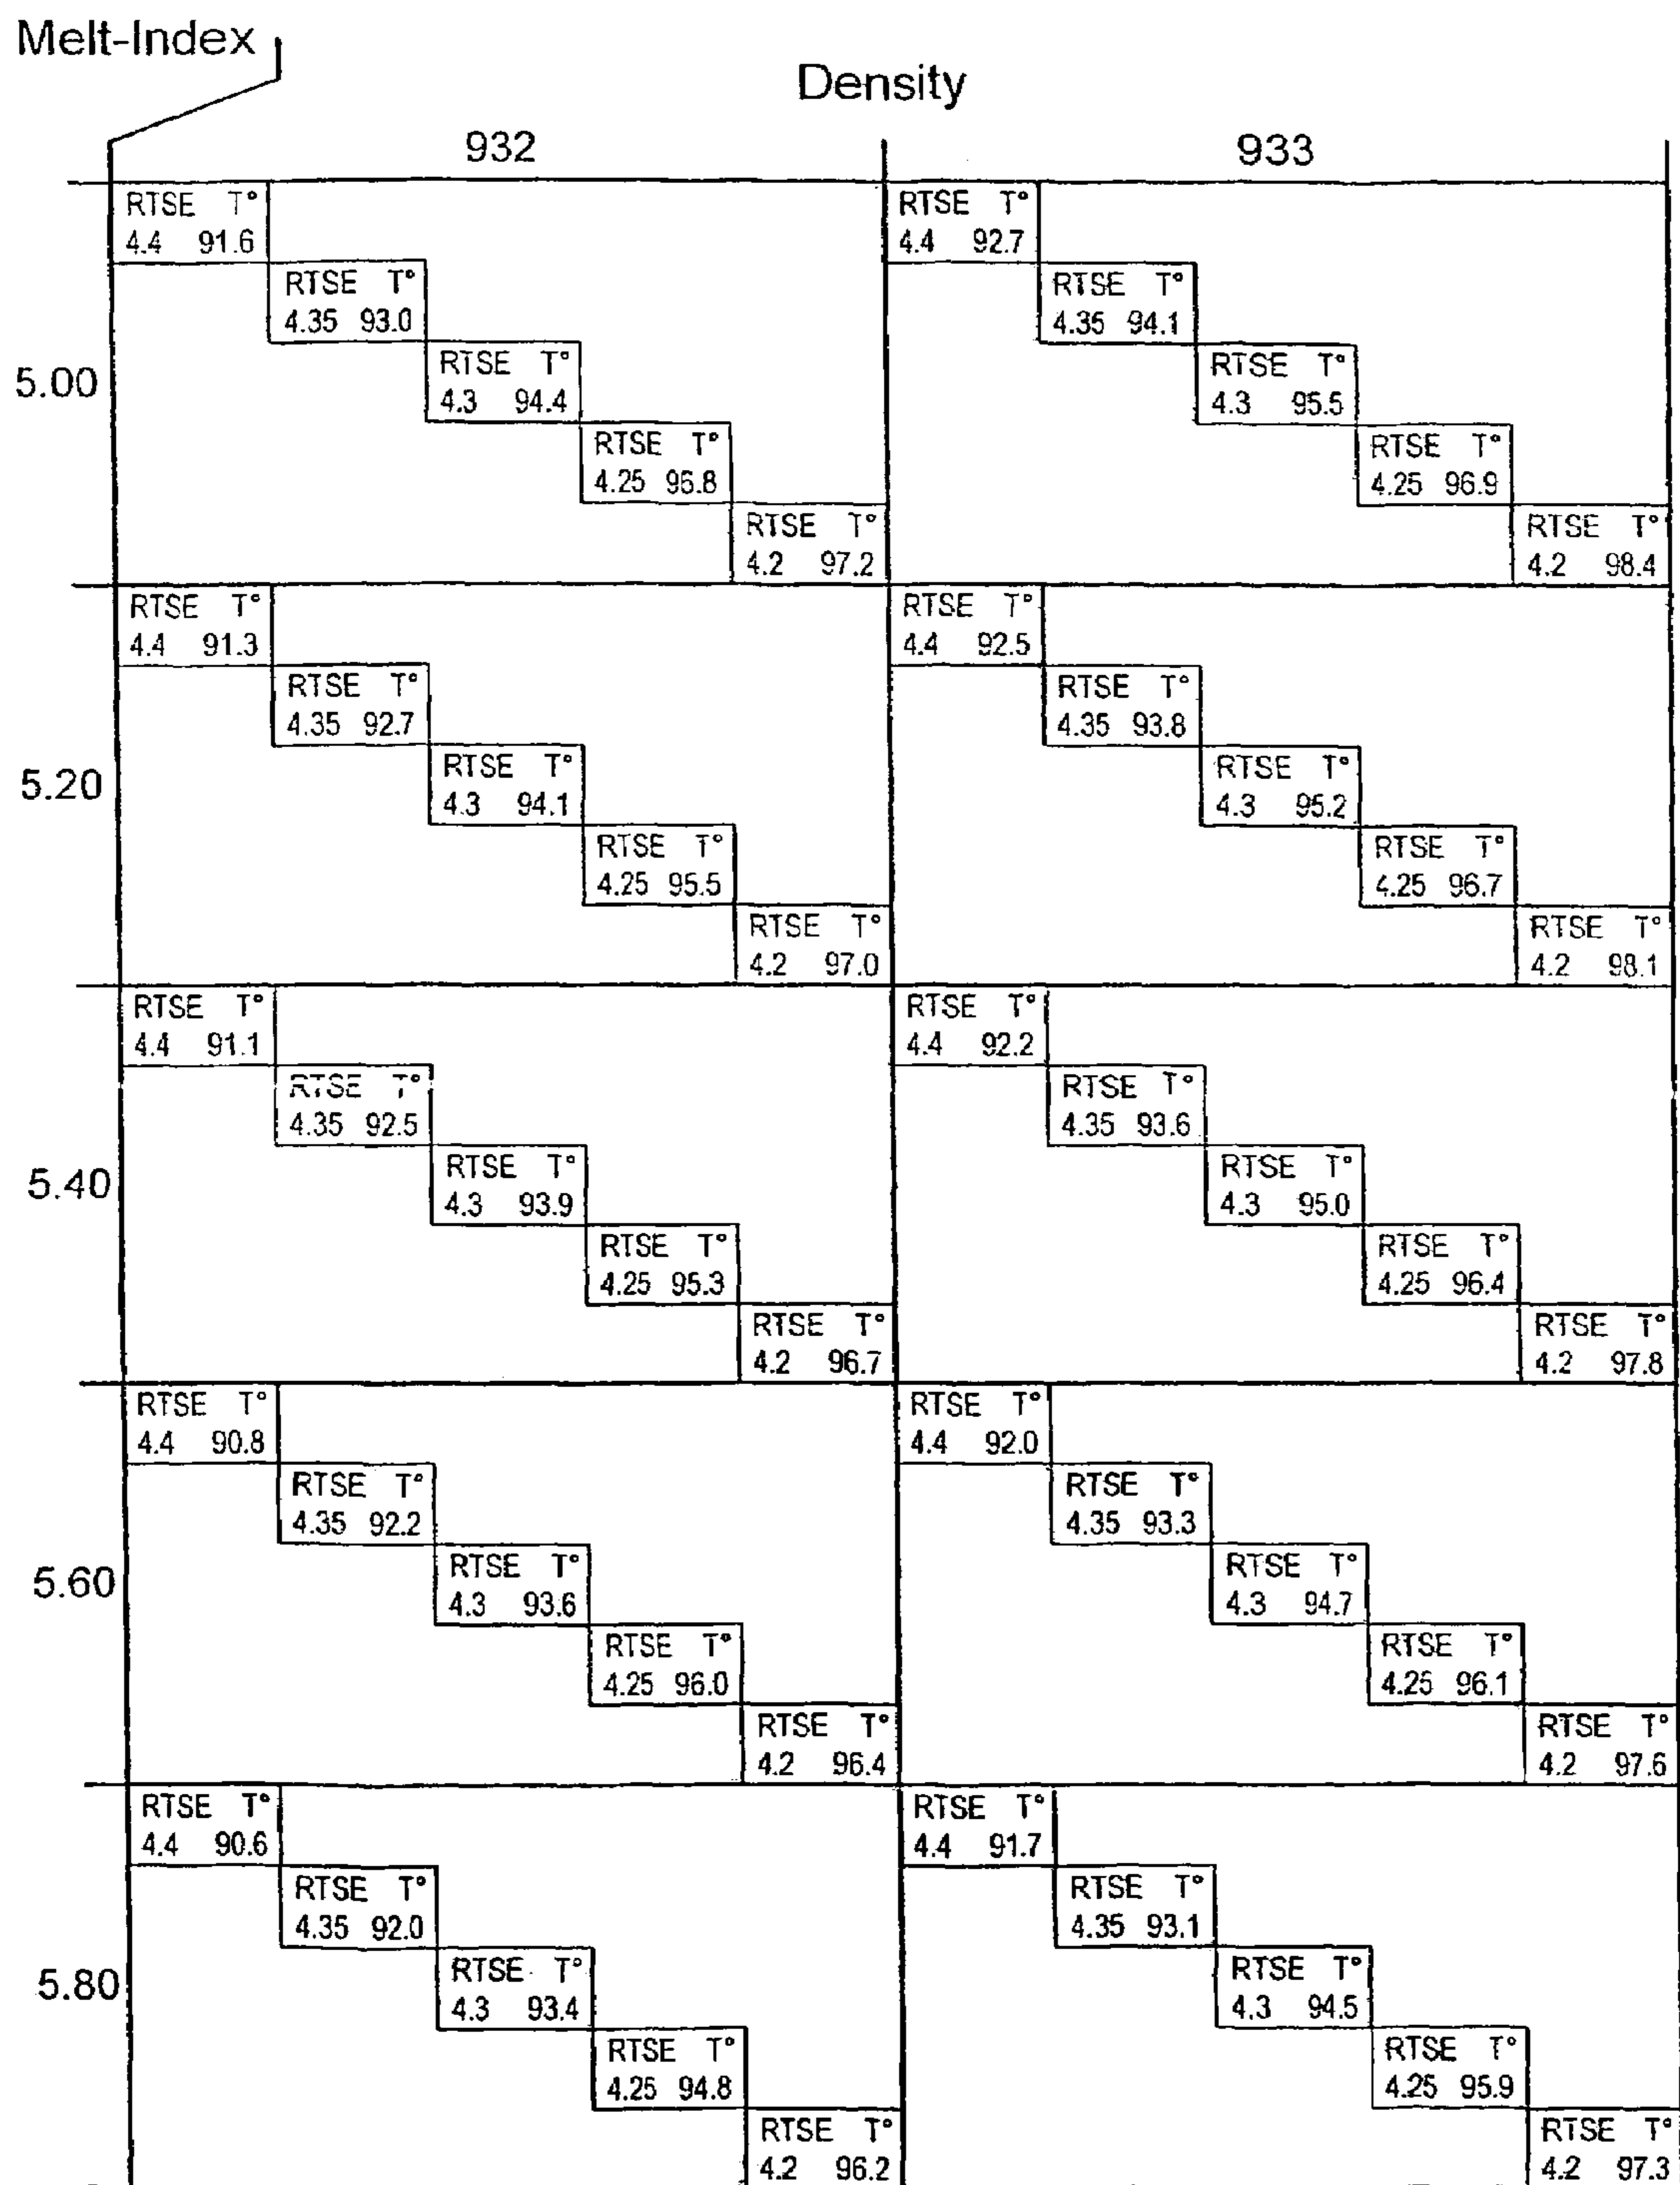 Melt-Index
Density
932 933
RTSE T° RTSE T°
4.4 91.6 4.4 92.7
RTSE T° RTSE T°
4.35 93.0 4.35 94.1
RTSE T° RTSE T°
5.00
4.3 94.4 4.3 95.5
RTSE T° RTSE T°
4.25 96.8 4.25 96.9
RTSE T° RTSE T°
4.2 97.2 4.2 98.4
RTSE T° RTSE T°
4.4 91.3 4.4 92.5
RTSE T° RTSE T°
4.35 92.7 4.35 93.8
RTSE T° RTSE T°
5.20
4.3 94.1 4.3 95.2
RTSE T° RTSE T°
4.25 95.5 4.25 96.7
RTSE T° RTSE T°
4.2 97.0 4.2 98.1
RTSE T° RTSE T°
4.4 91.1 4.4 92.2
RTSE T° RTSE T°
4.35 92.5 4.35 93.6
RTSE T° RTSE T°
5.40
4.3 93.9 4.3 95.0
RTSE T° RTSE T°
4.25 95.3 4.25 96.4
RTSE T° RTSE T°
4.2 96.7 4.2 97.8
RTSE T° RTSE T°
4.4 90.8 4.4 92.0
RTSE T° RTSE T°
4.35 92.2 4.35 93.3
RTSE T° RTSE T°
5.60
4.3 93.6 4.3 94.7
RTSE T° RTSE T°
4.25 96.0 4.25 96.1
RTSE T° RTSE T°
4.2 96.4 4.2 97.6
RTSE T° RTSE T°
4.4 90.6 4.4 91.7
RTSE T° RTSE T°
4.35 92.0 4.35 93.1
RTSE T° RTSE T°
5.80
4.3 93.4 4.3 94.5
RTSE T° RTSE T°
4.25 94.8 4.25 95.9
RTSE T° RTSE T°
4.2 96.2 4.2 97.3